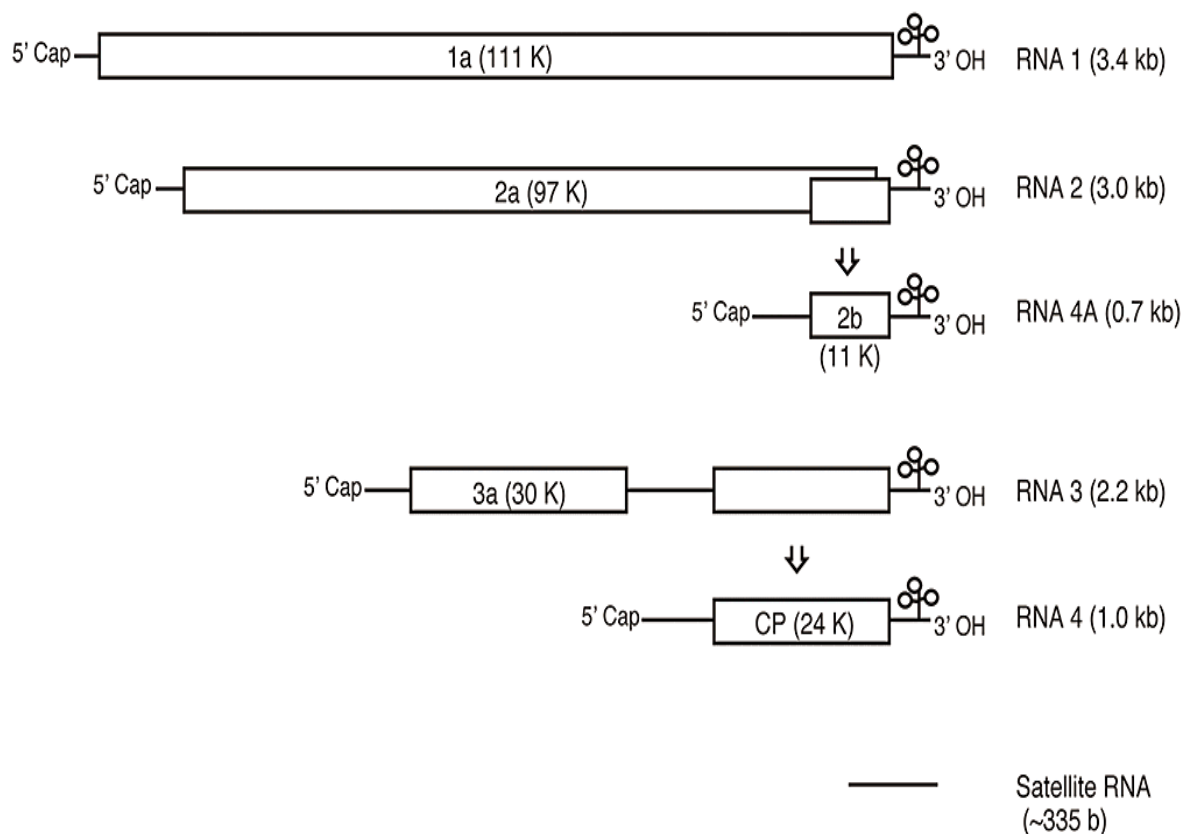 5' Cap 1a (111 K) 3' OH RNA 1 (3.4 kb)
5' Cap 2a (97 K) 3' OH RNA 2 (3.0 kb)
5' Cap 2b 3' OH RNA 4A (0.7 kb)
(11 K)
5' Cap 3a (30 K) 3' OH RNA 3 (2.2 kb)
5' Cap CP (24 K) 3' OH RNA 4 (1.0 kb)
Satellite RNA
(~335 b)